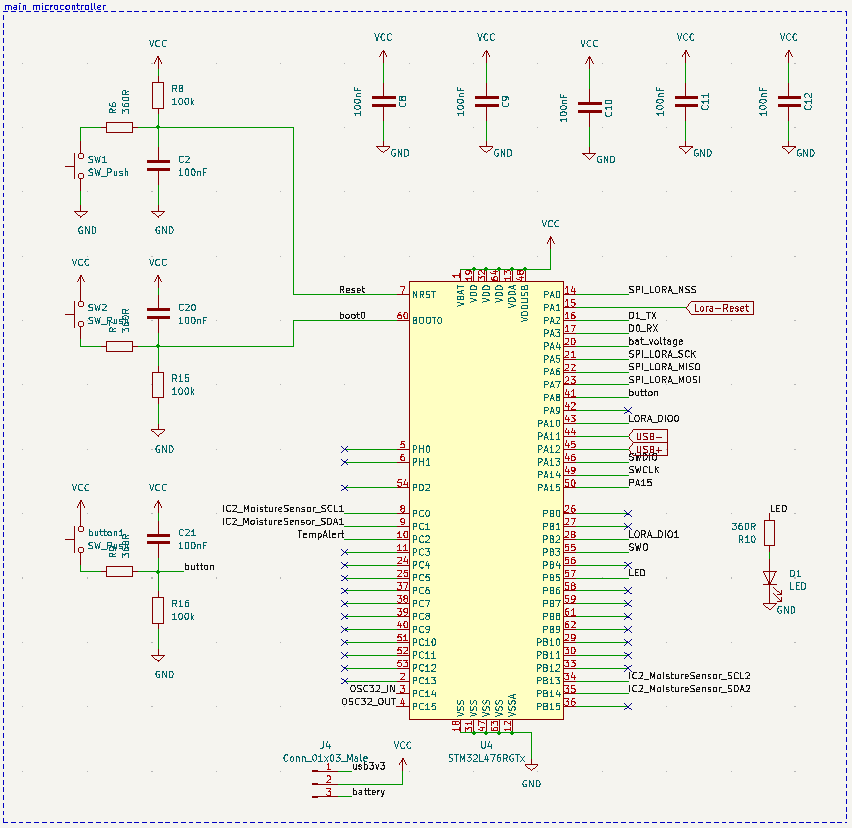 main_microcontroller
VCC
R8
100k
R6
360R
SW1
SW_Push
C2
100nF
GND
GND
VCC
100nF
C8
GND
VCC
100nF
C9
GND
VCC
100nF
C10
GND
VCC
100nF
C11
GND
VCC
100nF
C12
GND
VCC
VCC
SW2
SW_Push
360R
C20
100nF
R15
100k
GND
VCC
VCC
button1
SW_Push
360R
C21
100nF
button
R16
100k
GND
VCC
1 VBAT
19 VDD
32 VDD
64 VDD
13 VDDA
48 VDDUSB
Reset 7 NRST
boot0 60 BOOT0
5 PH0
6 PH1
54 PD2
IC2_MoistureSensor_SCL1 8 PC0
IC2_MoistureSensor_SDA1 9 PC1
TempAlert 10 PC2
11 PC3
24 PC4
25 PC5
37 PC6
38 PC7
39 PC8
40 PC9
51 PC10
52 PC11
53 PC12
2 PC13
OSC32_IN 3 PC14
OSC32_OUT 4 PC15
PA0 14 SPI_LORA_NSS
PA1 15 Lora-Reset
PA2 16 D1_TX
PA3 17 D0_RX
PA4 20 bat_voltage
PA5 21 SPI_LORA_SCK
PA6 22 SPI_LORA_MISO
PA7 23 SPI_LORA_MOSI
PA8 41 button
PA9 42
PA10 43 LORA_DIO0
PA11 44 USB-
PA12 45 USB+
PA13 46 SWDIO
PA14 49 SWCLK
PA15 50 PA15
PB0 26
PB1 27
PB2 28 LORA_DIO1
PB3 55 SWO
PB4 56
PB5 57 LED
PB6 58
PB7 59
PB8 61
PB9 62
PB10 29
PB11 30
PB12 33
PB13 34 IC2_MoistureSensor_SCL2
PB14 35 IC2_MoistureSensor_SDA2
PB15 36
18 VSS
31 VSS
47 VSS
63 VSS
12 VSSA
U4
STM32L476RGTx
GND
LED
360R
R10
D1
LED
GND
J4
Conn_01x03_Male
VCC
1 usb3v3
2
3 battery